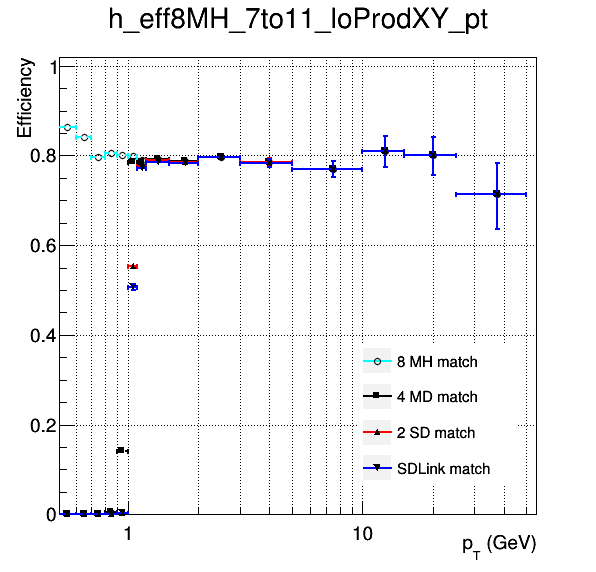 h_eff8MH_7to11_loProdXY_pt
Efficiency
1
0.8
0.6
0.4
0.2
0
8 MH match
4 MD match
2 SD match
SDLink match
1
10
p_T (GeV)